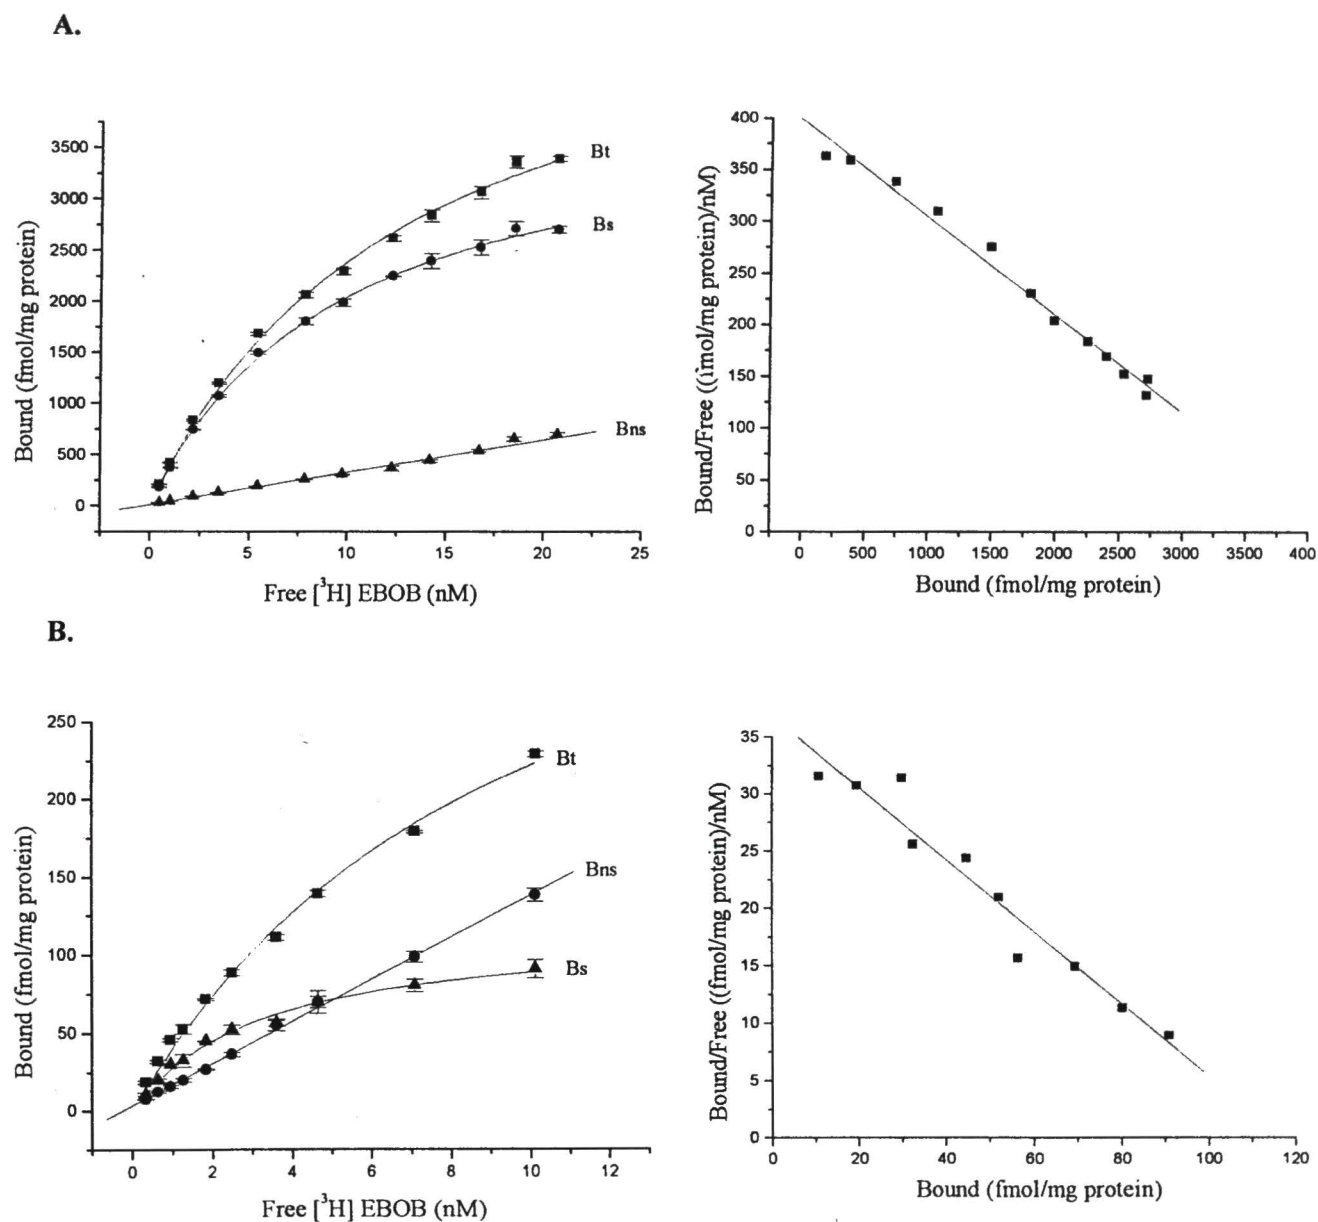 A.
3500
3000
2500
2000
1500
1000
500
0
Bound (fmol/mg protein)
Bt
Bs
Bns
0 5 10 15 20 25
Free [³H] EBOB (nM)
400
350
300
250
200
150
100
50
0
Bound/Free ((fmol/mg protein)/nM)
0 500 1000 1500 2000 2500 3000 3500 400
Bound (fmol/mg protein)
B.
250
200
150
100
50
0
Bound (fmol/mg protein)
Bt
Bns
Bs
0 2 4 6 8 10 12
Free [³H] EBOB (nM)
35
30
25
20
15
10
5
0
Bound/Free ((fmol/mg protein)/nM)
0 20 40 60 80 100 120
Bound (fmol/mg protein)